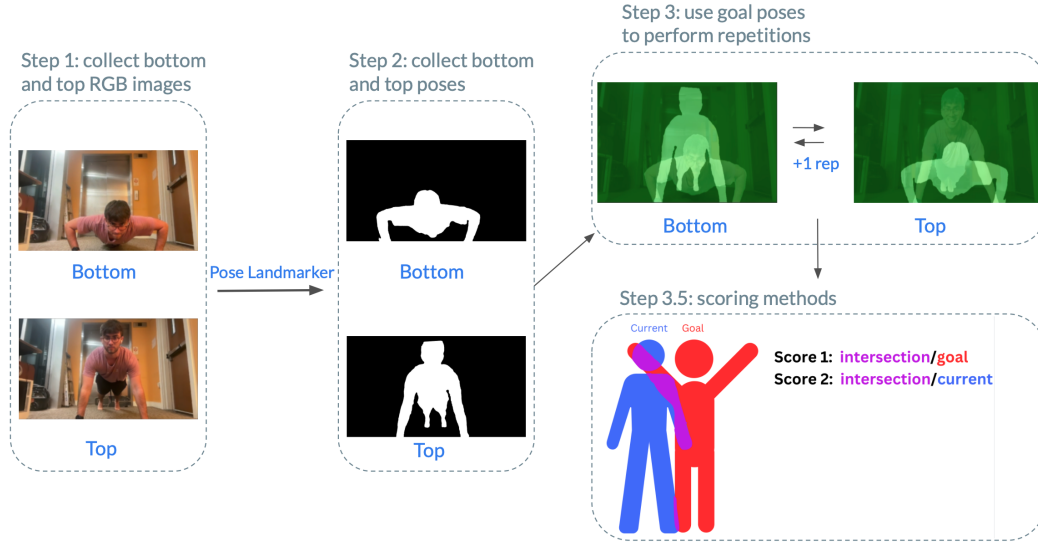 Step 1: collect bottom
and top RGB images
Bottom
Top
Pose Landmarker
Step 2: collect bottom
and top poses
Bottom
Top
Step 3: use goal poses
to perform repetitions
+1 rep
Bottom
Top
Step 3.5: scoring methods
Current Goal
Score 1: intersection/goal
Score 2: intersection/current